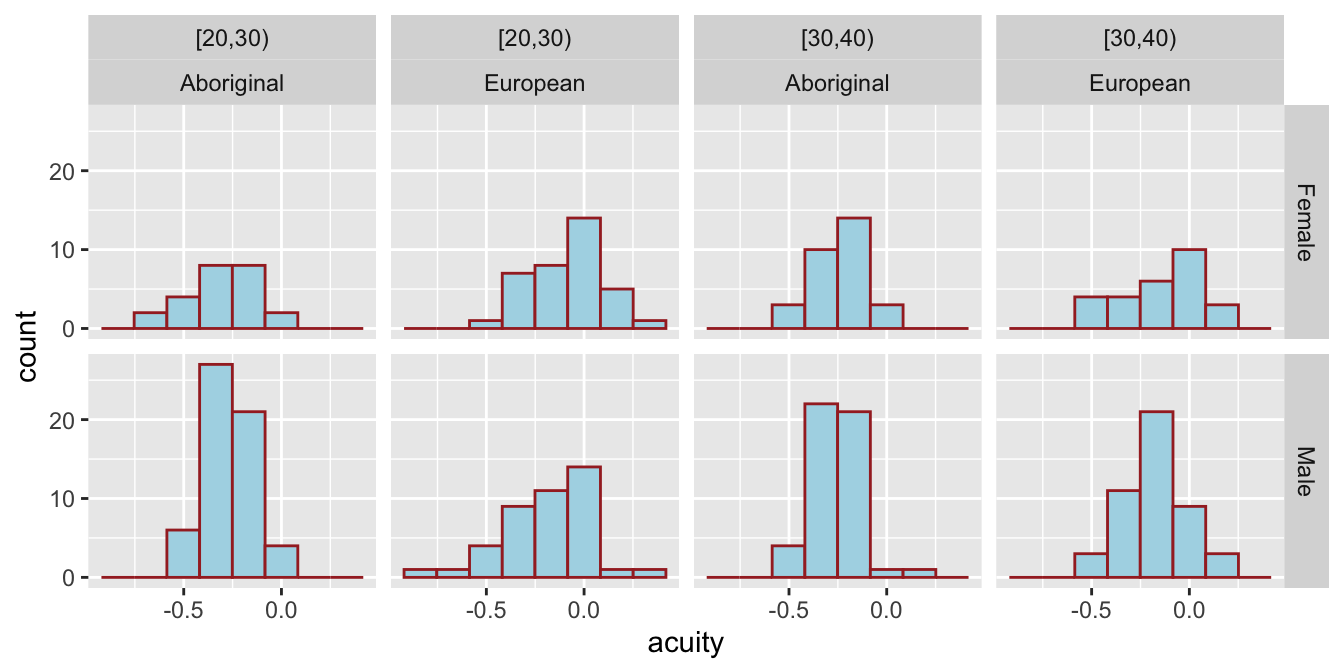 [20,30) [20,30) [30,40) [30,40)
Aboriginal European Aboriginal European
20
10
0
Female
count
20
10
0
Male
-0.5 0.0 -0.5 0.0 -0.5 0.0 -0.5 0.0
acuity